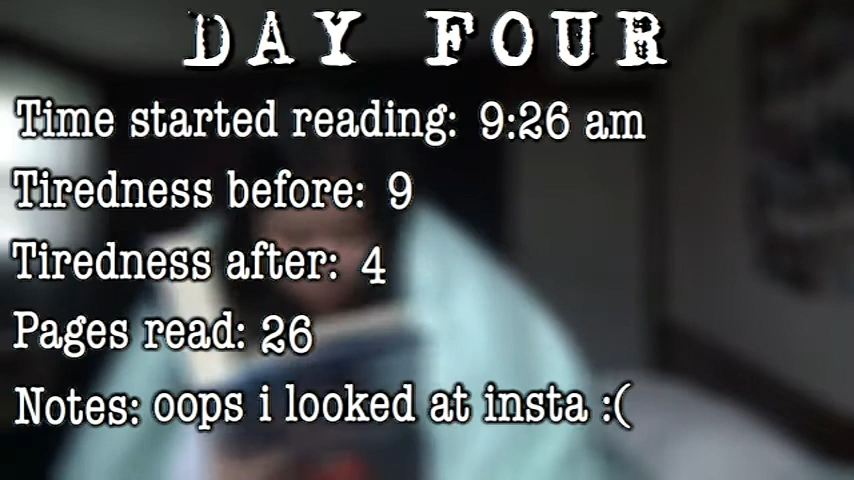 DAY FOUR
Time started reading: 9:26 am
Tiredness before: 9
Tiredness after: 4
Pages read: 26
Notes: oops i looked at insta :(